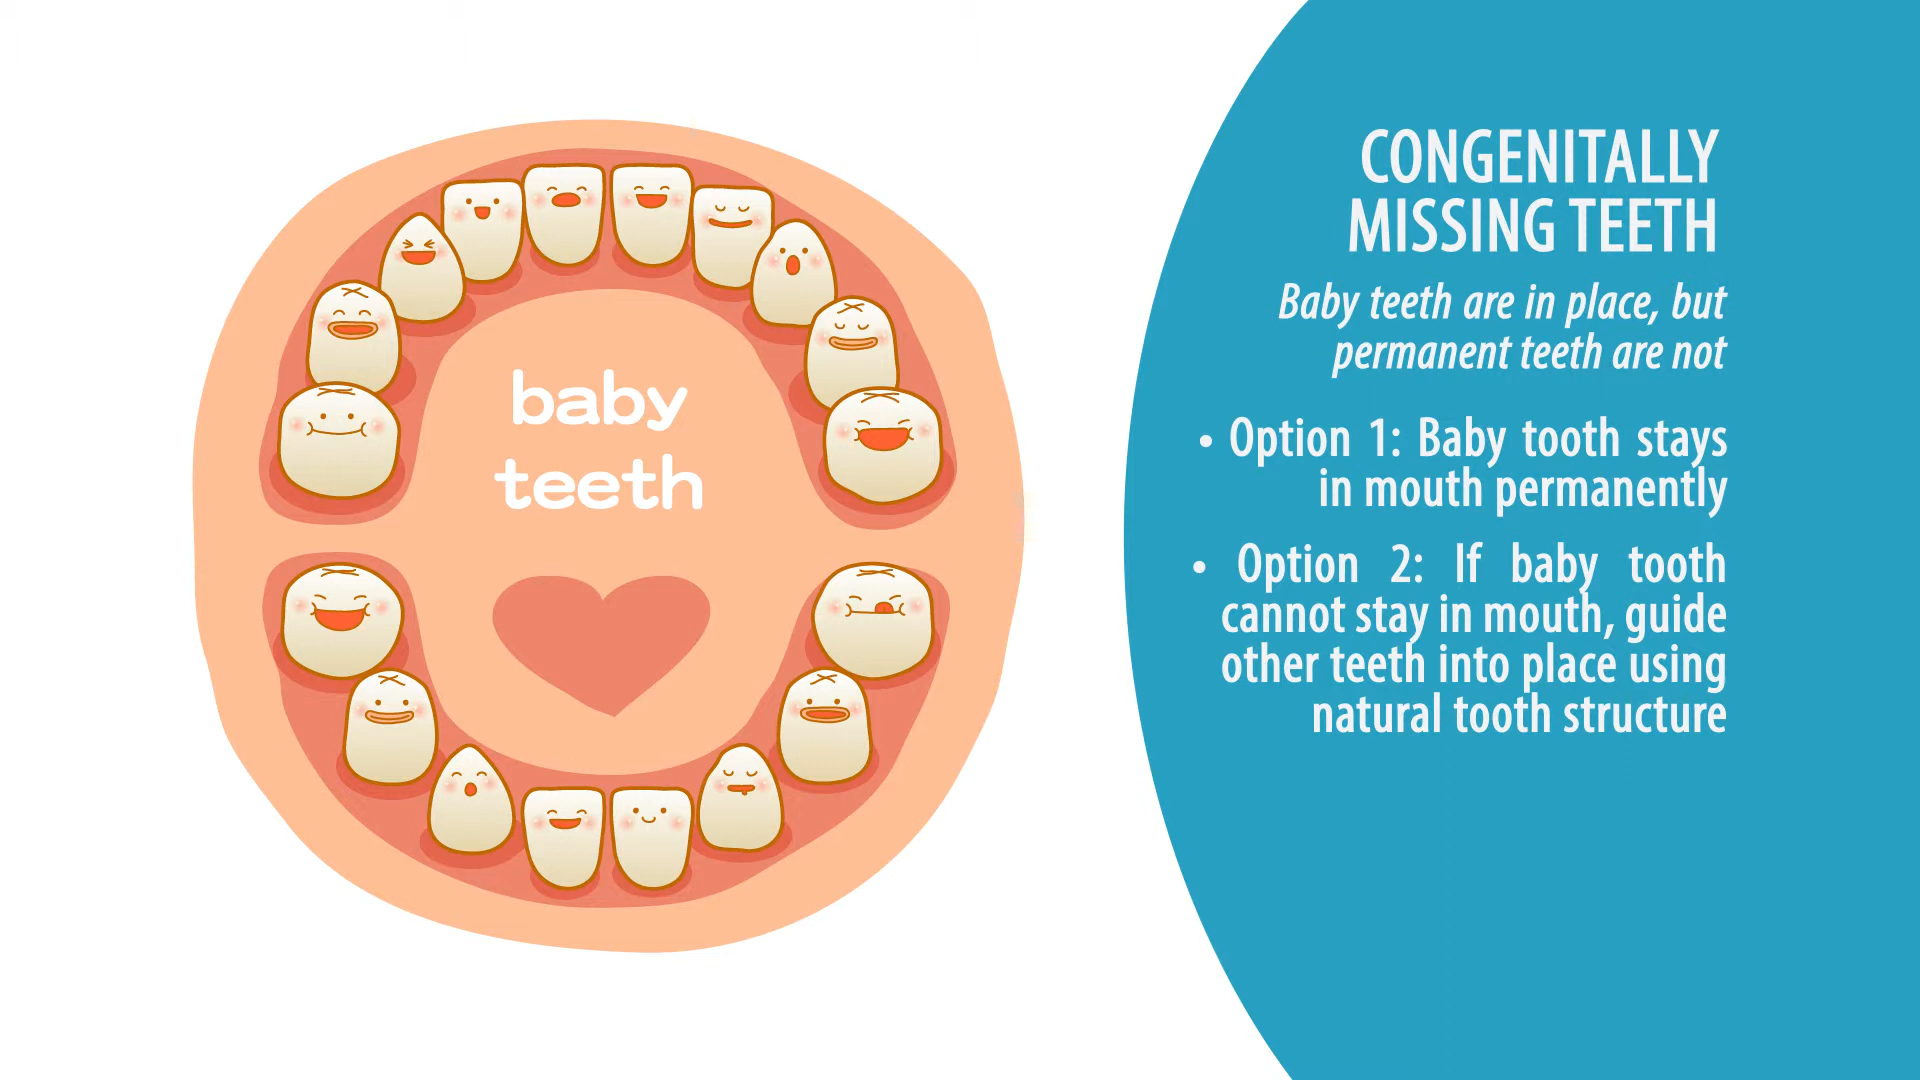 baby
teeth
CONGENITALLY
MISSING TEETH
Baby teeth are in place, but
permanent teeth are not
• Option 1: Baby tooth stays
in mouth permanently
• Option 2: If baby tooth
cannot stay in mouth, guide
other teeth into place using
natural tooth structure